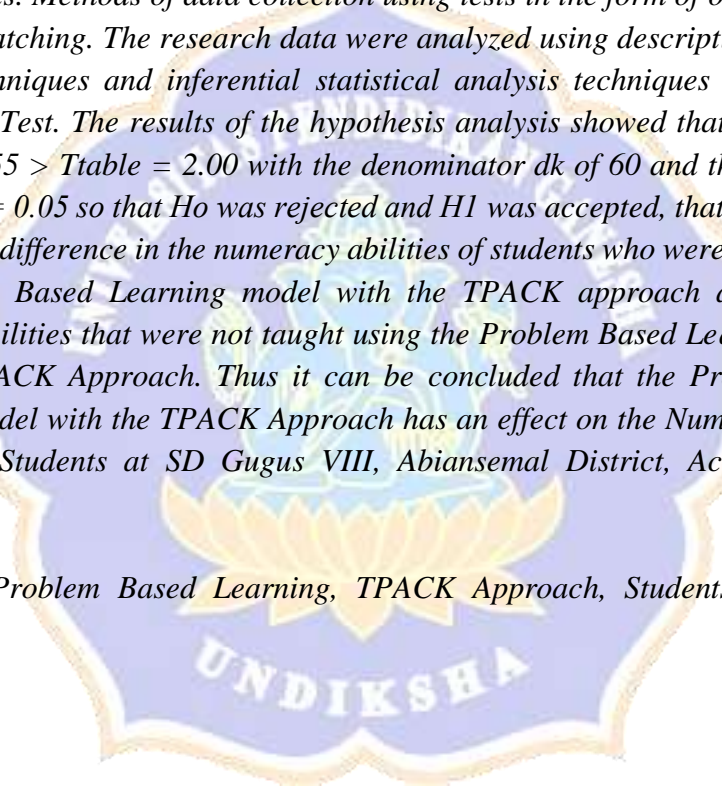 s. Methods of data collection using tests in the form of o
atching. The research data were analyzed using descripti
hniques and inferential statistical analysis techniques
Test. The results of the hypothesis analysis showed that
55 > Ttable = 2.00 with the denominator dk of 60 and th
= 0.05 so that Ho was rejected and H1 was accepted, that
difference in the numeracy abilities of students who were
Based Learning model with the TPACK approach a
bilities that were not taught using the Problem Based Lea
ACK Approach. Thus it can be concluded that the Pr
del with the TPACK Approach has an effect on the Num
Students at SD Gugus VIII, Abiansemal District, Ac
Problem Based Learning, TPACK Approach, Students
UNIVERSITAS PENDIDIKAN GANESHA
UNDIKSHA